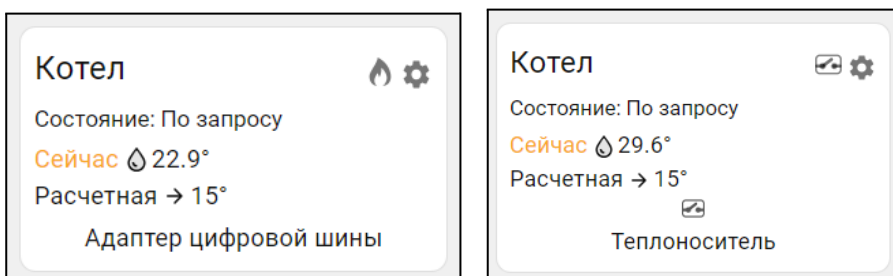 Котел
Состояние: По запросу
Сейчас 22.9°
Расчетная → 15°
Адаптер цифровой шины
Котел
Состояние: По запросу
Сейчас 29.6°
Расчетная → 15°
Теплоноситель